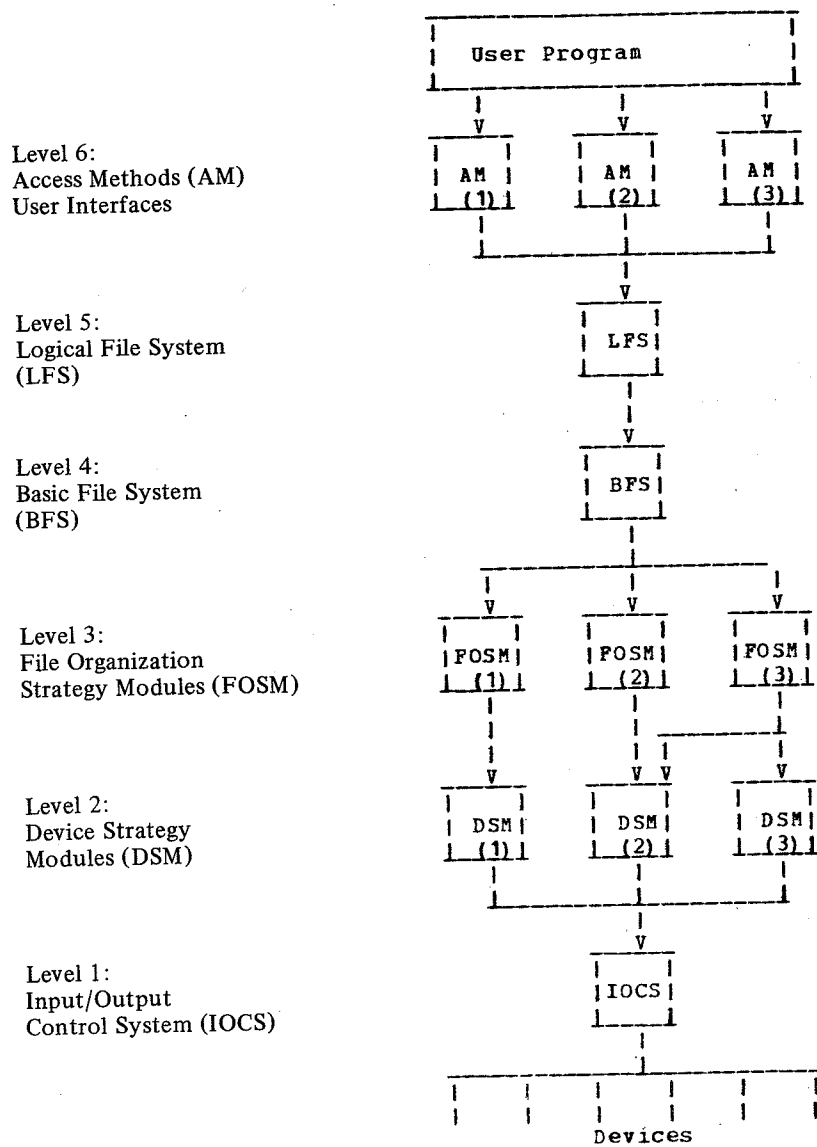 User Program
Level 6:
Access Methods (AM)
User Interfaces
AM AM AM
(1) (2) (3)
Level 5:
Logical File System
(LFS)
LFS
Level 4:
Basic File System
(BFS)
BFS
Level 3:
File Organization
Strategy Modules (FOSM)
FOSM FOSM FOSM
(1) (2) (3)
Level 2:
Device Strategy
Modules (DSM)
DSM DSM DSM
(1) (2) (3)
Level 1:
Input/Output
Control System (IOCS)
IOCS
Devices